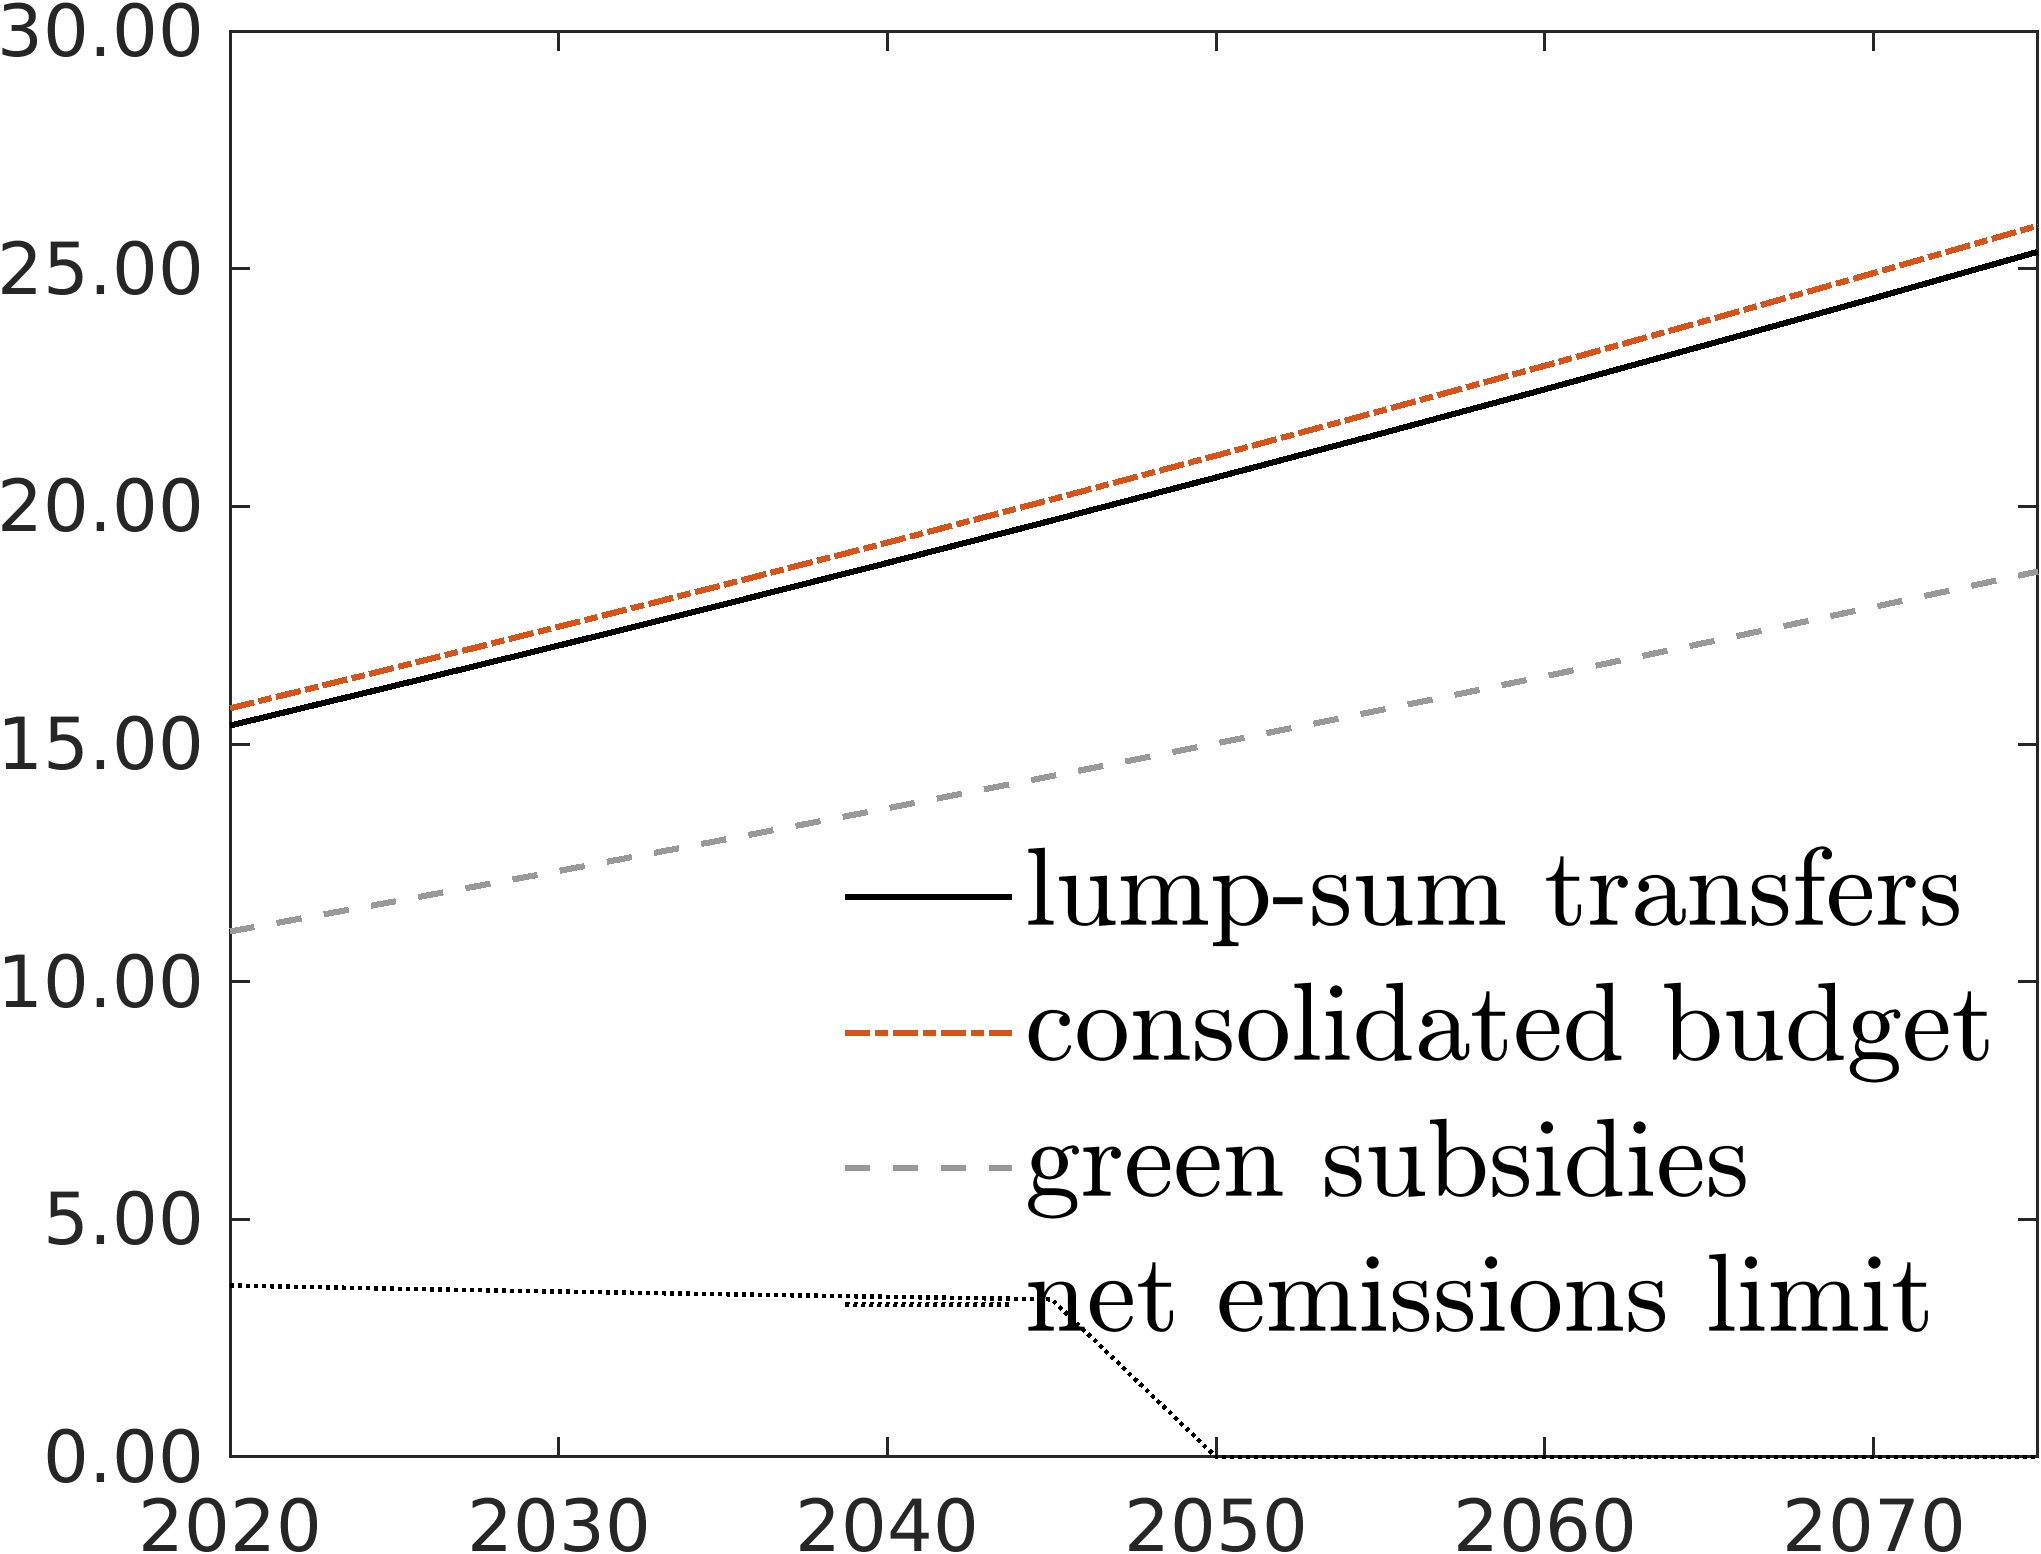 30.00
25.00
20.00
15.00
10.00
5.00
0.00
lump-sum transfers
consolidated budget
green subsidies
net emissions limit
2020 2030 2040 2050 2060 2070